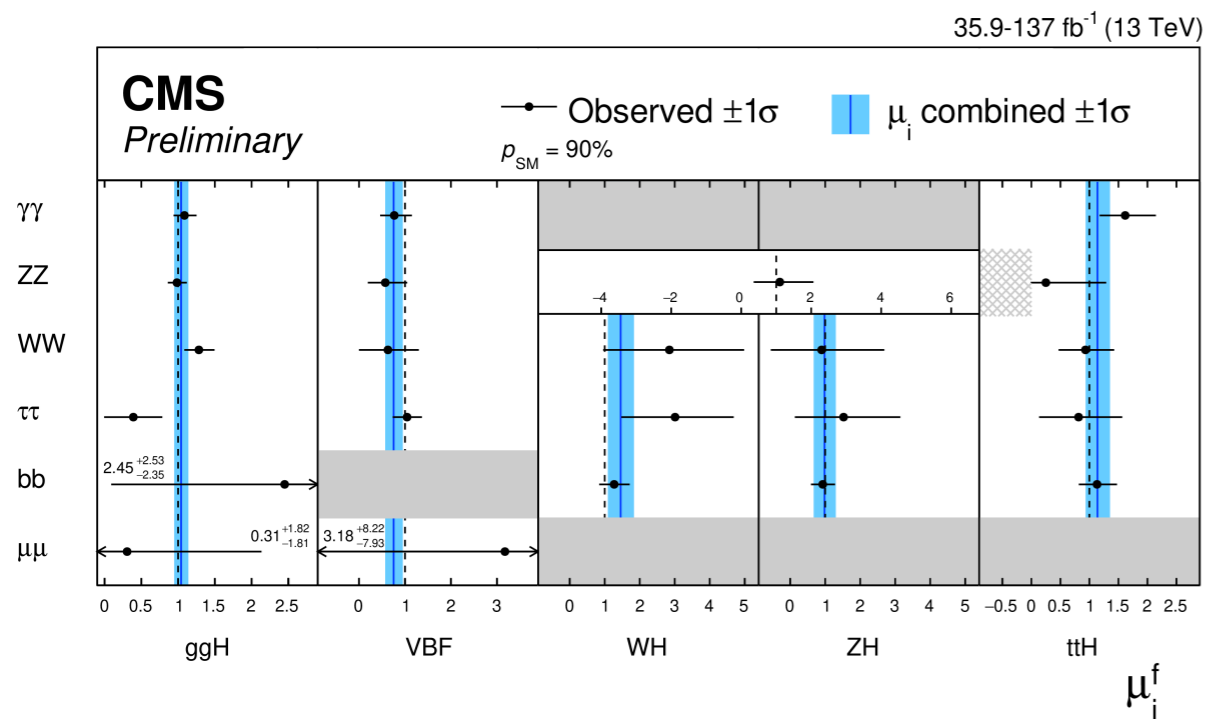 35.9-137 fb⁻¹ (13 TeV)
CMS
Preliminary
Observed ±1σ
μᵢ combined ±1σ
p_SM = 90%
γγ
ZZ
−4 −2 0 2 4 6
WW
ττ
bb
2.45 +2.53 −2.35
μμ
0.31 +1.82 −1.81
3.18 +8.22 −7.93
0 0.5 1 1.5 2 2.5
0 1 2 3
0 1 2 3 4 5
0 1 2 3 4 5
−0.5 0 0.5 1 1.5 2 2.5
ggH VBF WH ZH ttH
μᵢᶠ